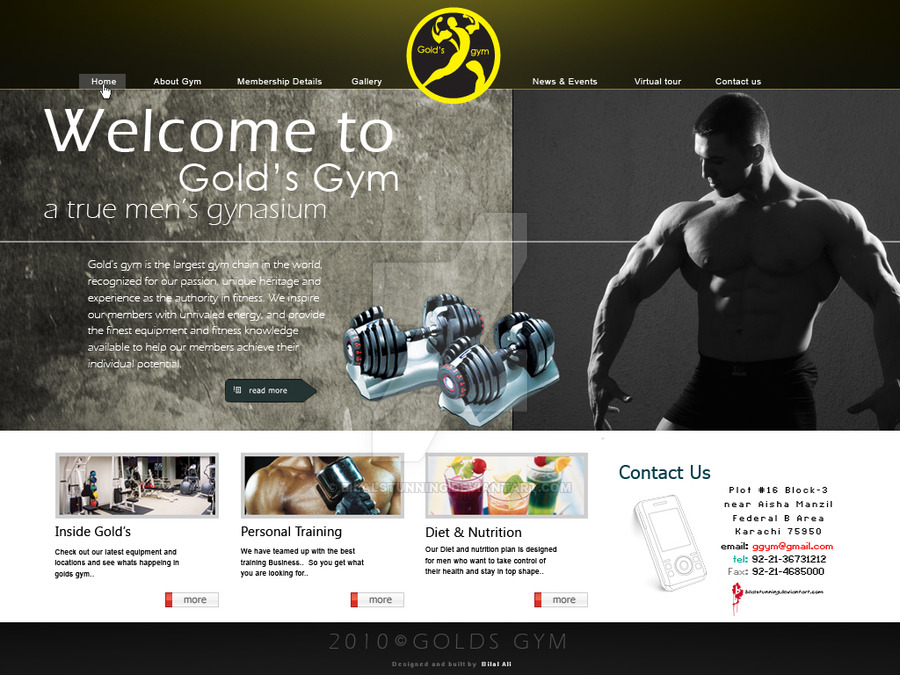 Gold's gym
Home About Gym Membership Details Gallery News & Events Virtual tour Contact us
Welcome to
Gold's Gym
a true men's gynasium
Gold's gym is the largest gym chain in the world,
recognized for our passion, unique heritage and
experience as the authority in fitness. We inspire
our members with unrivaled energy, and provide
the finest equipment and fitness knowledge
available to help our members achieve their
individual potential.
read more
BILALSTUNNING.DEVIANTART.COM
Inside Gold's
Check out our latest equipment and
locations and see whats happeing in
golds gym..
more
Personal Training
We have teamed up with the best
training Business.. So you get what
you are looking for..
more
Diet & Nutrition
Our Diet and nutrition plan is designed
for men who want to take control of
their health and stay in top shape..
more
Contact Us
Plot #16 Block-3
near Aisha Manzil
Federal B Area
Karachi 75950
email: ggym@gmail.com
tel: 92-21-36731212
Fax: 92-21-4685000
bilalstunning.deviantart.com
2010©GOLDS GYM
Designed and built by Bilal Ali